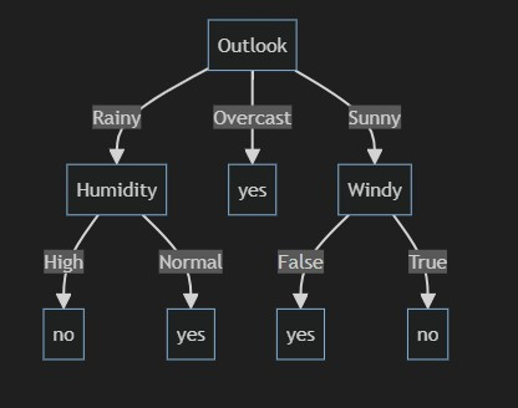 Outlook
Rainy Overcast Sunny
Humidity yes Windy
High Normal False True
no yes yes no